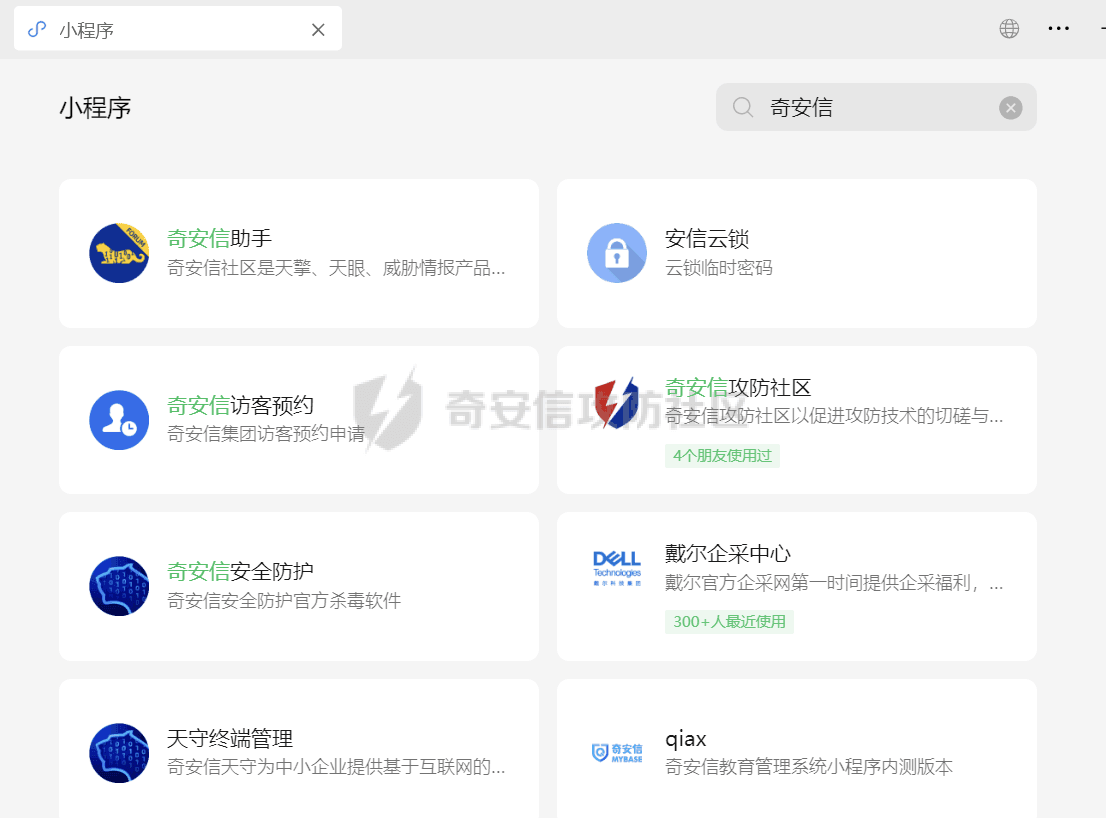 小程序
小程序
奇安信
FORUM
奇安信助手
奇安信社区是天擎、天眼、威胁情报产品...
安信云锁
云锁临时密码
奇安信访客预约
奇安信集团访客预约申请
奇安信攻防社区
奇安信攻防社区以促进攻防技术的切磋与...
4个朋友使用过
奇安信攻防社区
奇安信安全防护
奇安信安全防护官方杀毒软件
DELL
Technologies
戴尔科技集团
戴尔企采中心
戴尔官方企采网第一时间提供企采福利，...
300+人最近使用
天守终端管理
奇安信天守为中小企业提供基于互联网的...
奇安信
MYBASE
qiax
奇安信教育管理系统小程序内测版本